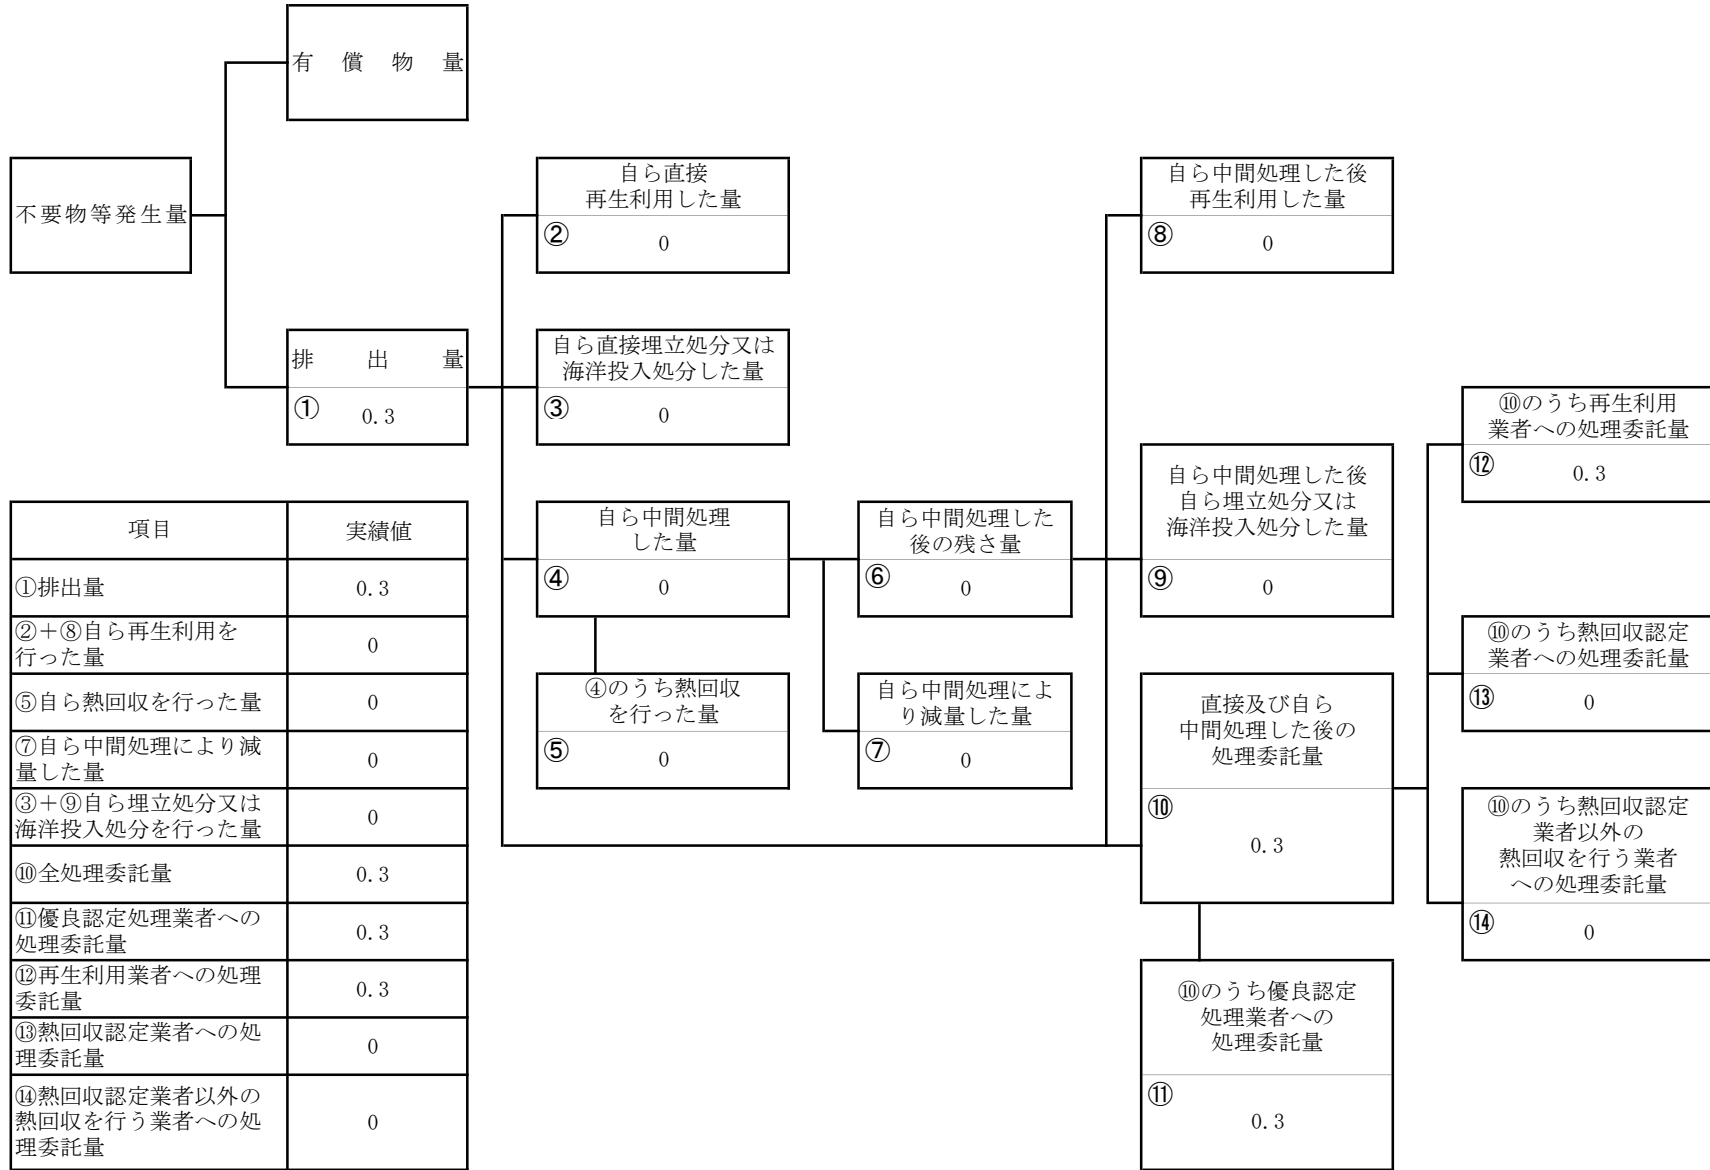 有償物量
不要物等発生量
排出量
① 0.3
自ら直接
再生利用した量
② 0
自ら直接埋立処分又は
海洋投入処分した量
③ 0
自ら中間処理
した量
④ 0
④のうち熱回収
を行った量
⑤ 0
自ら中間処理した
後の残さ量
⑥ 0
自ら中間処理によ
り減量した量
⑦ 0
自ら中間処理した後
再生利用した量
⑧ 0
自ら中間処理した後
自ら埋立処分又は
海洋投入処分した量
⑨ 0
直接及び自ら
中間処理した後の
処理委託量
⑩
0.3
⑩のうち優良認定
処理業者への
処理委託量
⑪
0.3
⑩のうち再生利用
業者への処理委託量
⑫ 0.3
⑩のうち熱回収認定
業者への処理委託量
⑬ 0
⑩のうち熱回収認定
業者以外の
熱回収を行う業者
への処理委託量
⑭ 0
項目 実績値
①排出量 0.3
②+⑧自ら再生利用を
行った量 0
⑤自ら熱回収を行った量 0
⑦自ら中間処理により減
量した量 0
③+⑨自ら埋立処分又は
海洋投入処分を行った量 0
⑩全処理委託量 0.3
⑪優良認定処理業者への
処理委託量 0.3
⑫再生利用業者への処理
委託量 0.3
⑬熱回収認定業者への処
理委託量 0
⑭熱回収認定業者以外の
熱回収を行う業者への処
理委託量 0